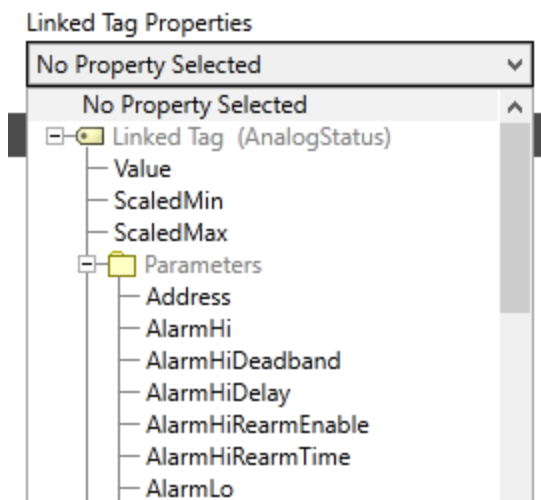 Linked Tag Properties
No Property Selected
No Property Selected
Linked Tag (AnalogStatus)
Value
ScaledMin
ScaledMax
Parameters
Address
AlarmHi
AlarmHiDeadband
AlarmHiDelay
AlarmHiRearmEnable
AlarmHiRearmTime
AlarmLo